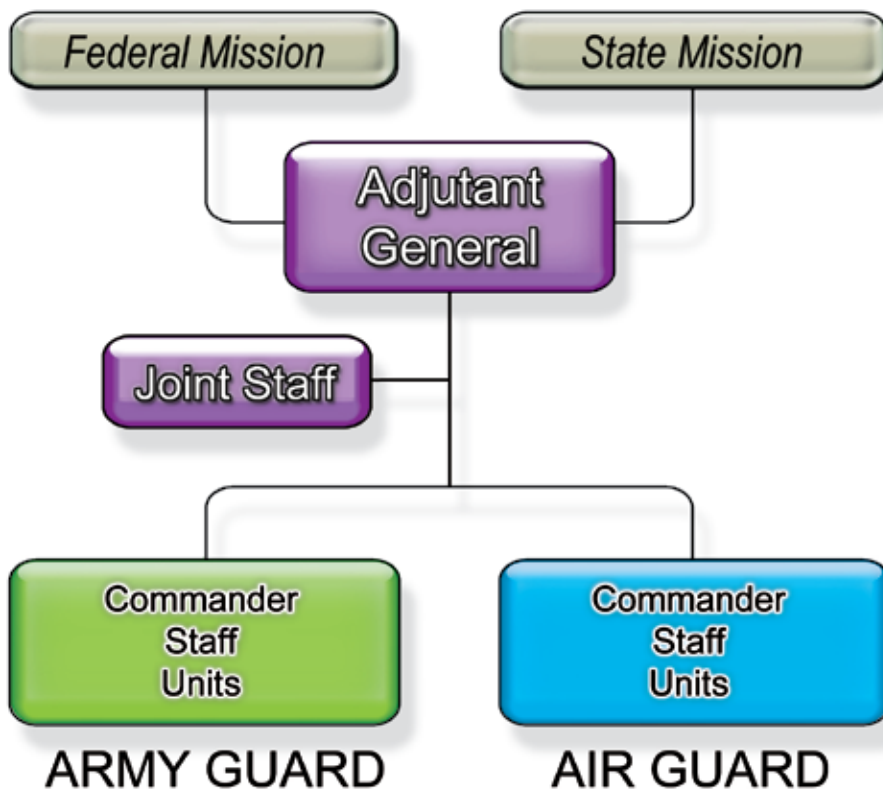 Federal Mission
State Mission
Adjutant
General
Joint Staff
Commander
Staff
Units
ARMY GUARD
Commander
Staff
Units
AIR GUARD